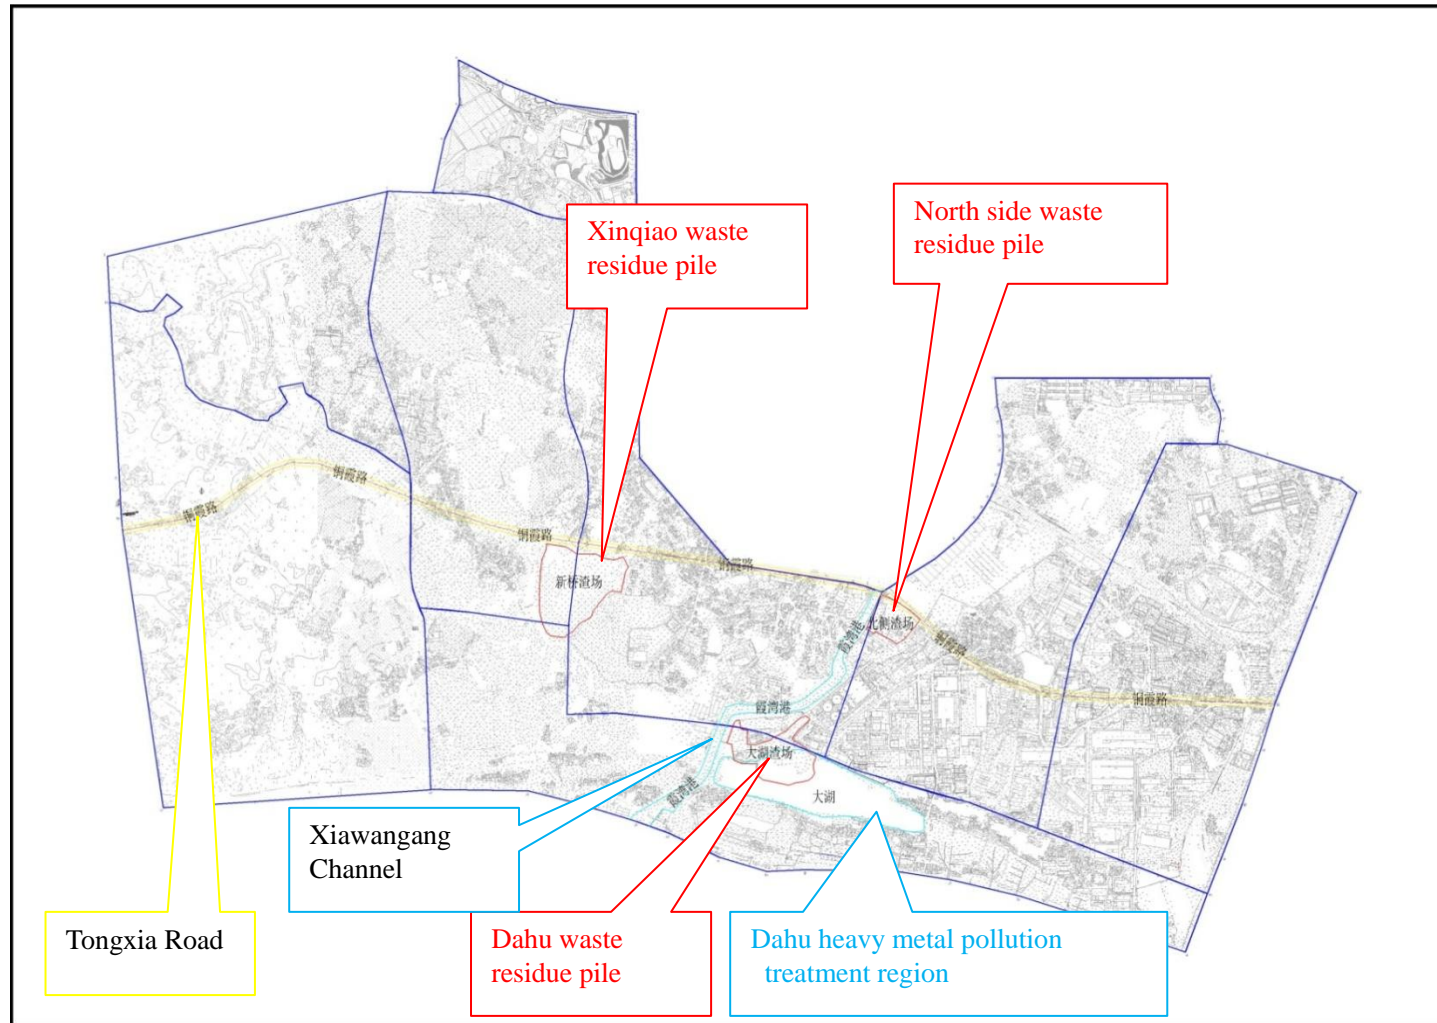 North side waste
residue pile
Xinqiao waste
residue pile
铜霞路
铜霞路
铜霞路
铜霞路
新桥渣场
北侧渣场
霞湾港
铜霞路
铜霞路
霞湾港
大湖渣场
霞湾港
大湖
Xiawangang
Channel
Tongxia Road
Dahu waste
residue pile
Dahu heavy metal pollution
treatment region